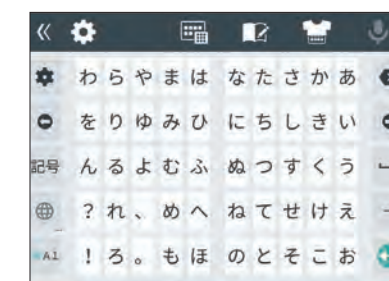 わ ら や ま は な た さ か あ
を り ゆ み ひ に ち し き い
記号 ん る よ む ふ ぬ つ す く う
? れ 、 め へ ね て せ け え
A1 ! ろ 。 も ほ の と そ こ お